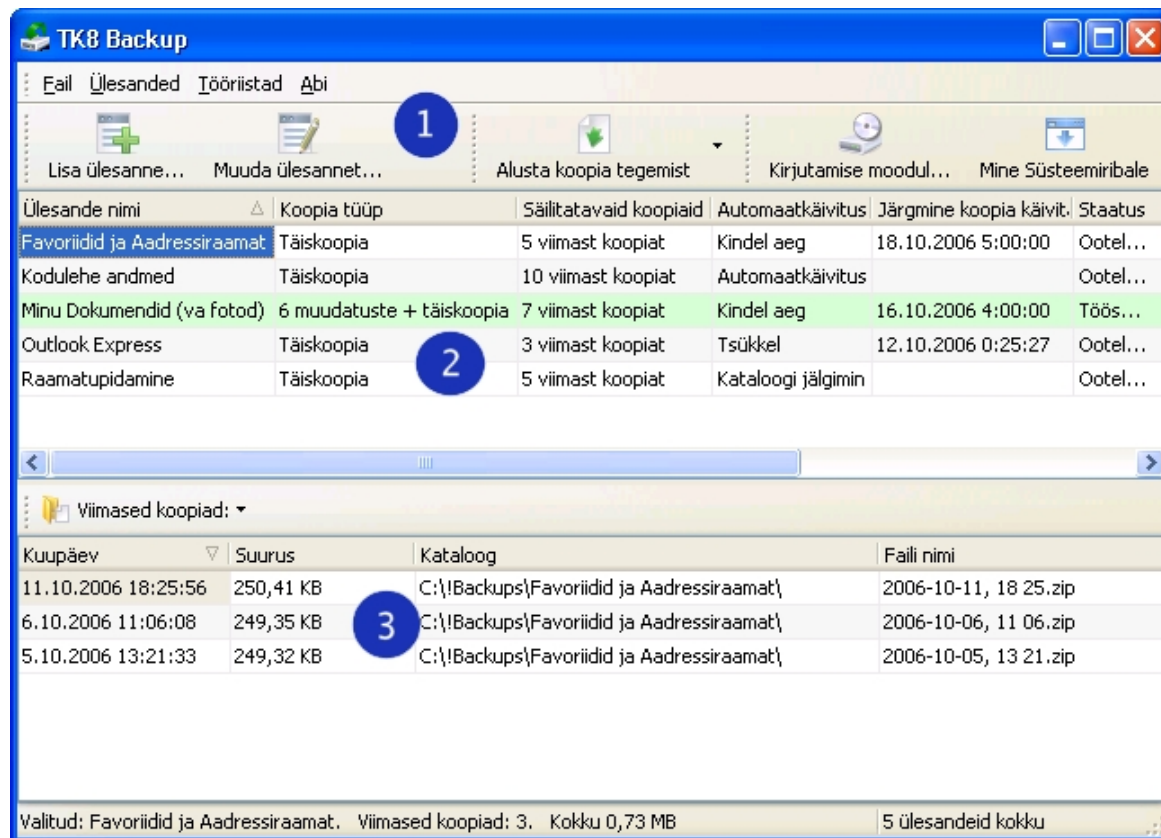 TK8 Backup
Fail Ülesanded Tööriistad Abi
1
Lisa ülesanne... Muuda ülesannet... Alusta koopia tegemist Kirjutamise moodul... Mine Süsteemiribale
Ülesande nimi Koopia tüüp Säilitatavaid koopiaid Automaatkäivitus Järgmine koopia käivit. Staatus
Favoriidid ja Aadressiraamat Täiskoopia 5 viimast koopiat Kindel aeg 18.10.2006 5:00:00 Ootel...
Kodulehe andmed Täiskoopia 10 viimast koopiat Automaatkäivitus Ootel...
Minu Dokumendid (va fotod) 6 muudatuste + täiskoopia 7 viimast koopiat Kindel aeg 16.10.2006 4:00:00 Töös...
Outlook Express Täiskoopia 3 viimast koopiat Tsükkel 12.10.2006 0:25:27 Ootel...
2
Raamatupidamine Täiskoopia 5 viimast koopiat Kataloogi jälgimin Ootel...
Viimased koopiad:
Kuupäev Suurus Kataloog Faili nimi
11.10.2006 18:25:56 250,41 KB C:\!Backups\Favoriidid ja Aadressiraamat\ 2006-10-11, 18 25.zip
6.10.2006 11:06:08 249,35 KB C:\!Backups\Favoriidid ja Aadressiraamat\ 2006-10-06, 11 06.zip
3
5.10.2006 13:21:33 249,32 KB C:\!Backups\Favoriidid ja Aadressiraamat\ 2006-10-05, 13 21.zip
Valitud: Favoriidid ja Aadressiraamat. Viimased koopiad: 3. Kokku 0,73 MB 5 ülesandeid kokku